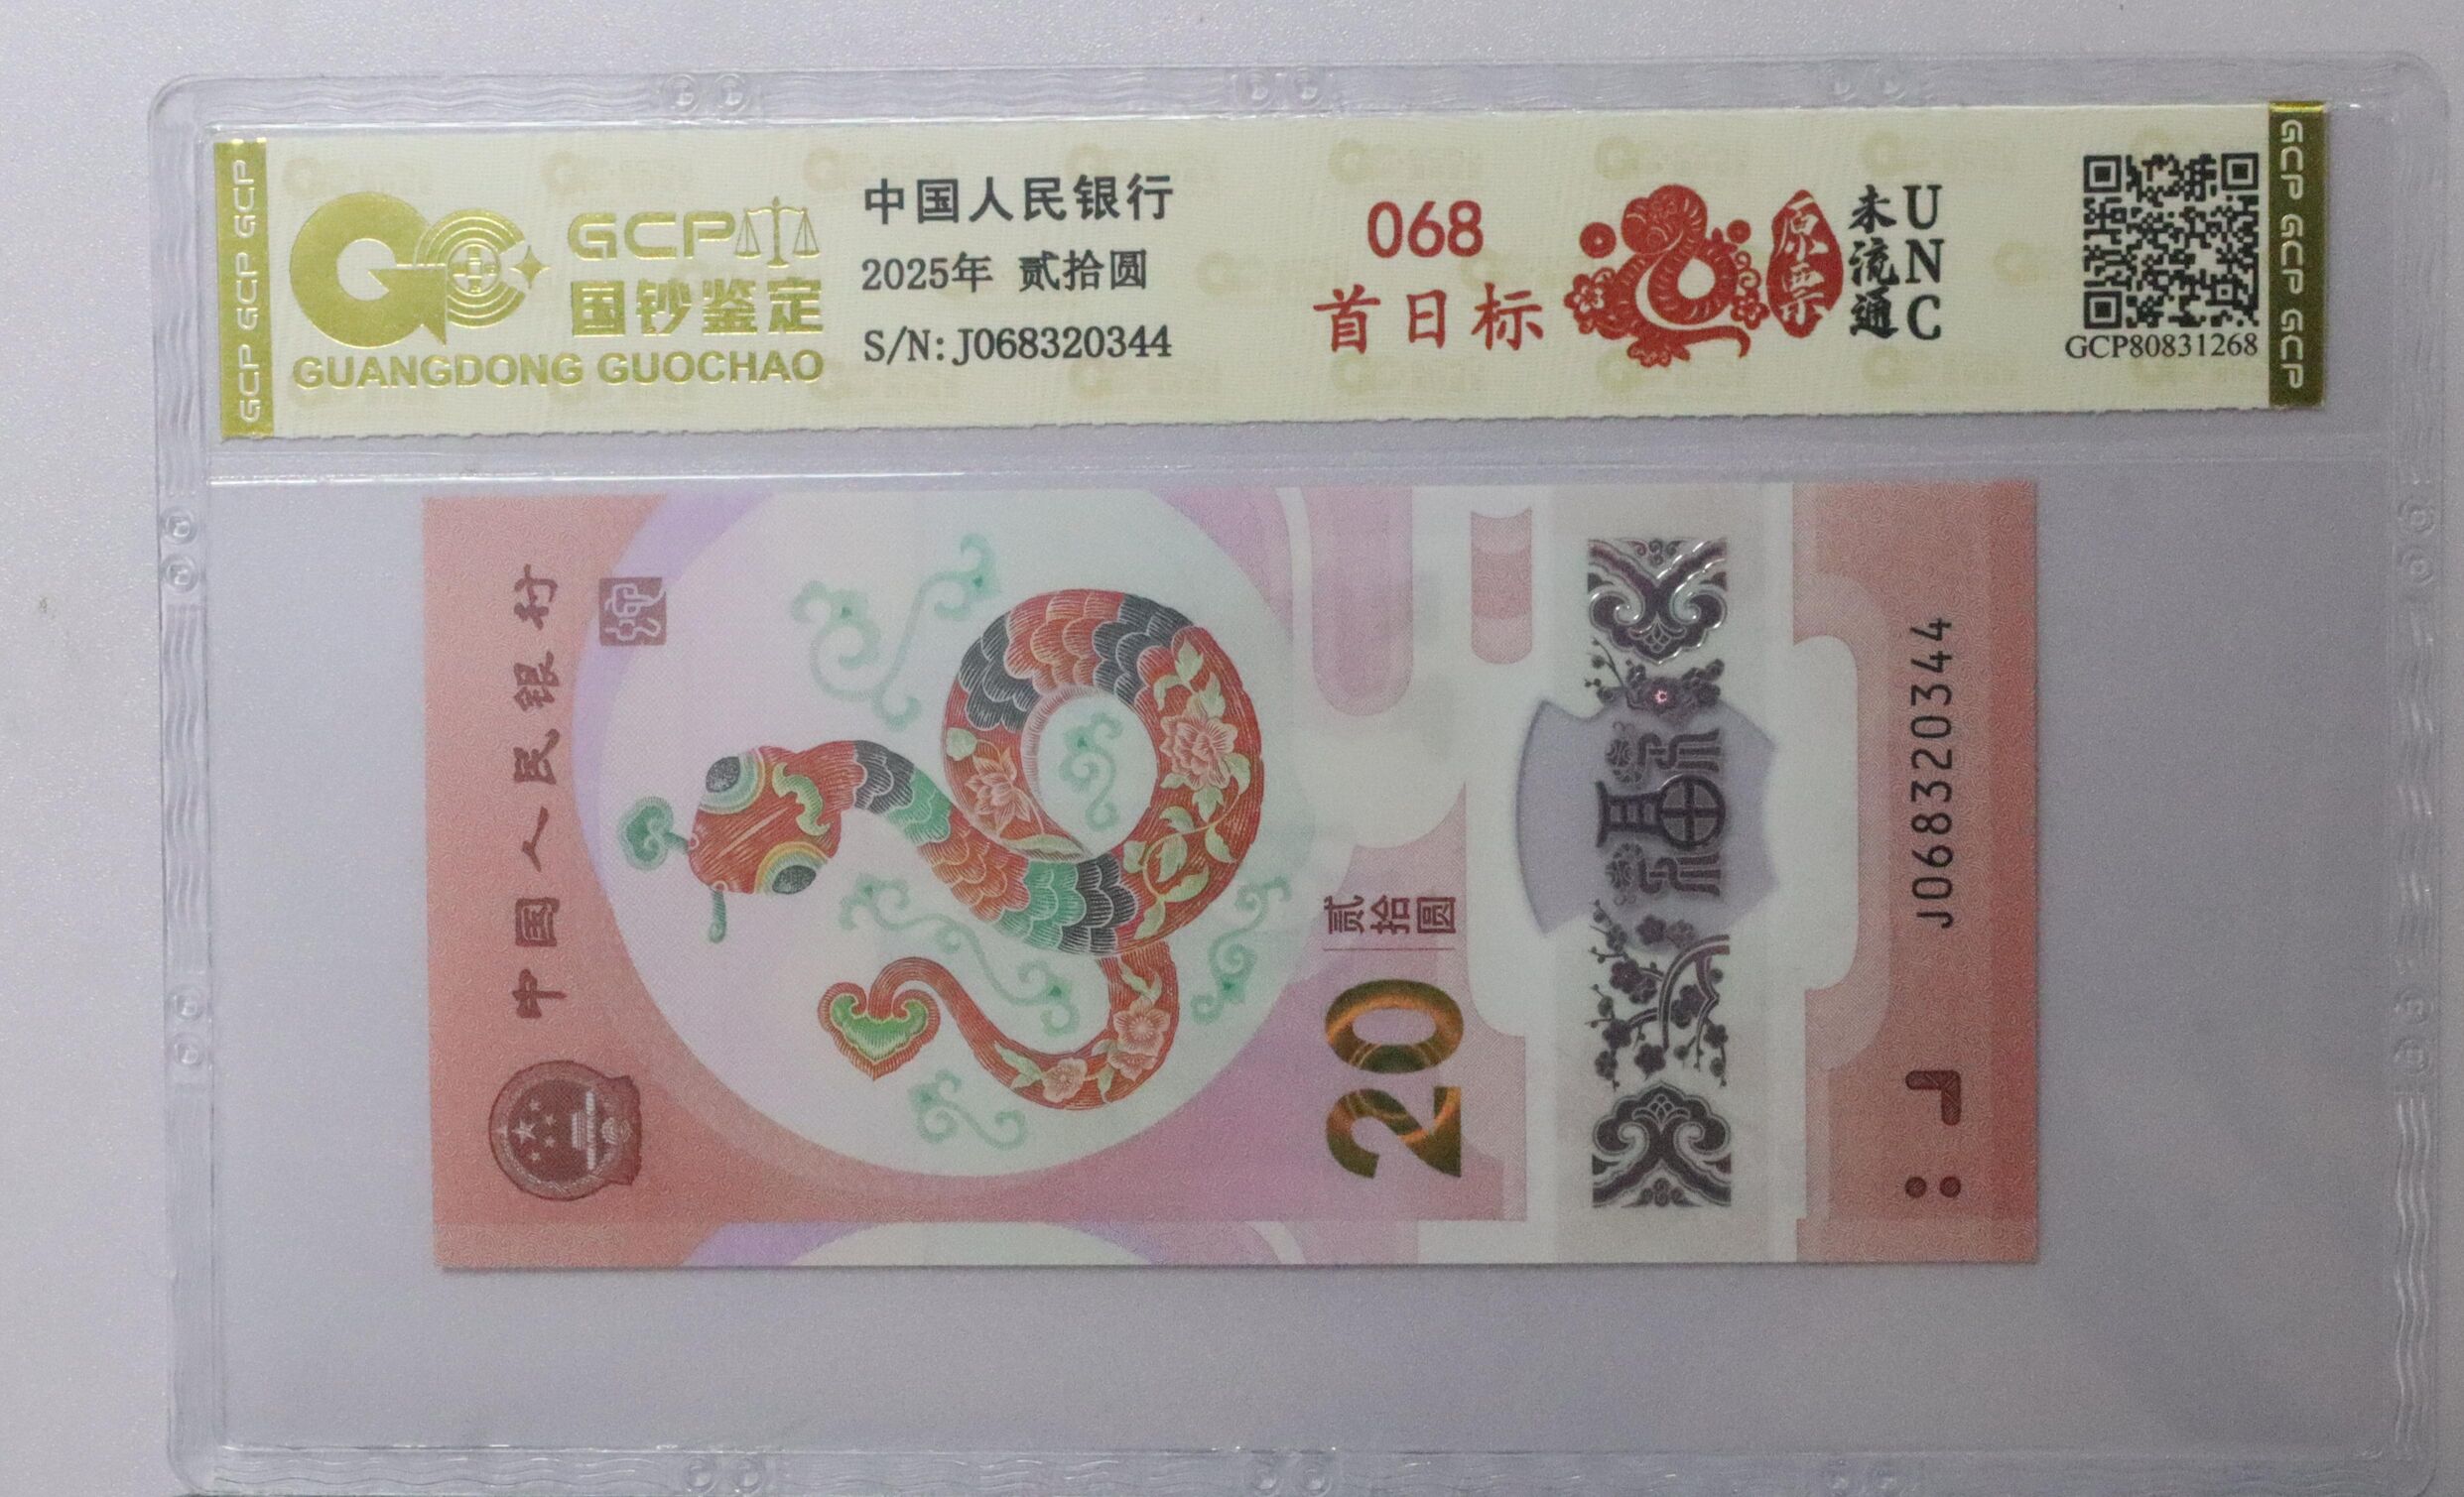 GCP GCP GCP
GCP
国钞鉴定
GUANGDONG GUOCHAO
中国人民银行
2025年 贰拾圆
S/N:J068320344
068
首日标
原票
未流通
UNC
GCP80831268
GCP GCP GCP
中国人民银行
贰拾圆
20
福
J068320344